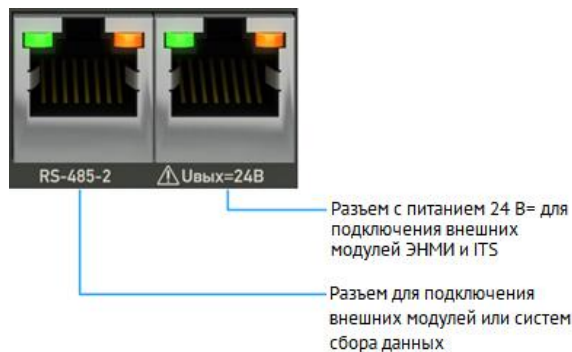 RS-485-2
⚠Uвых=24В
Разъем с питанием 24 В= для
подключения внешних
модулей ЭНМИ и ITS
Разъем для подключения
внешних модулей или систем
сбора данных